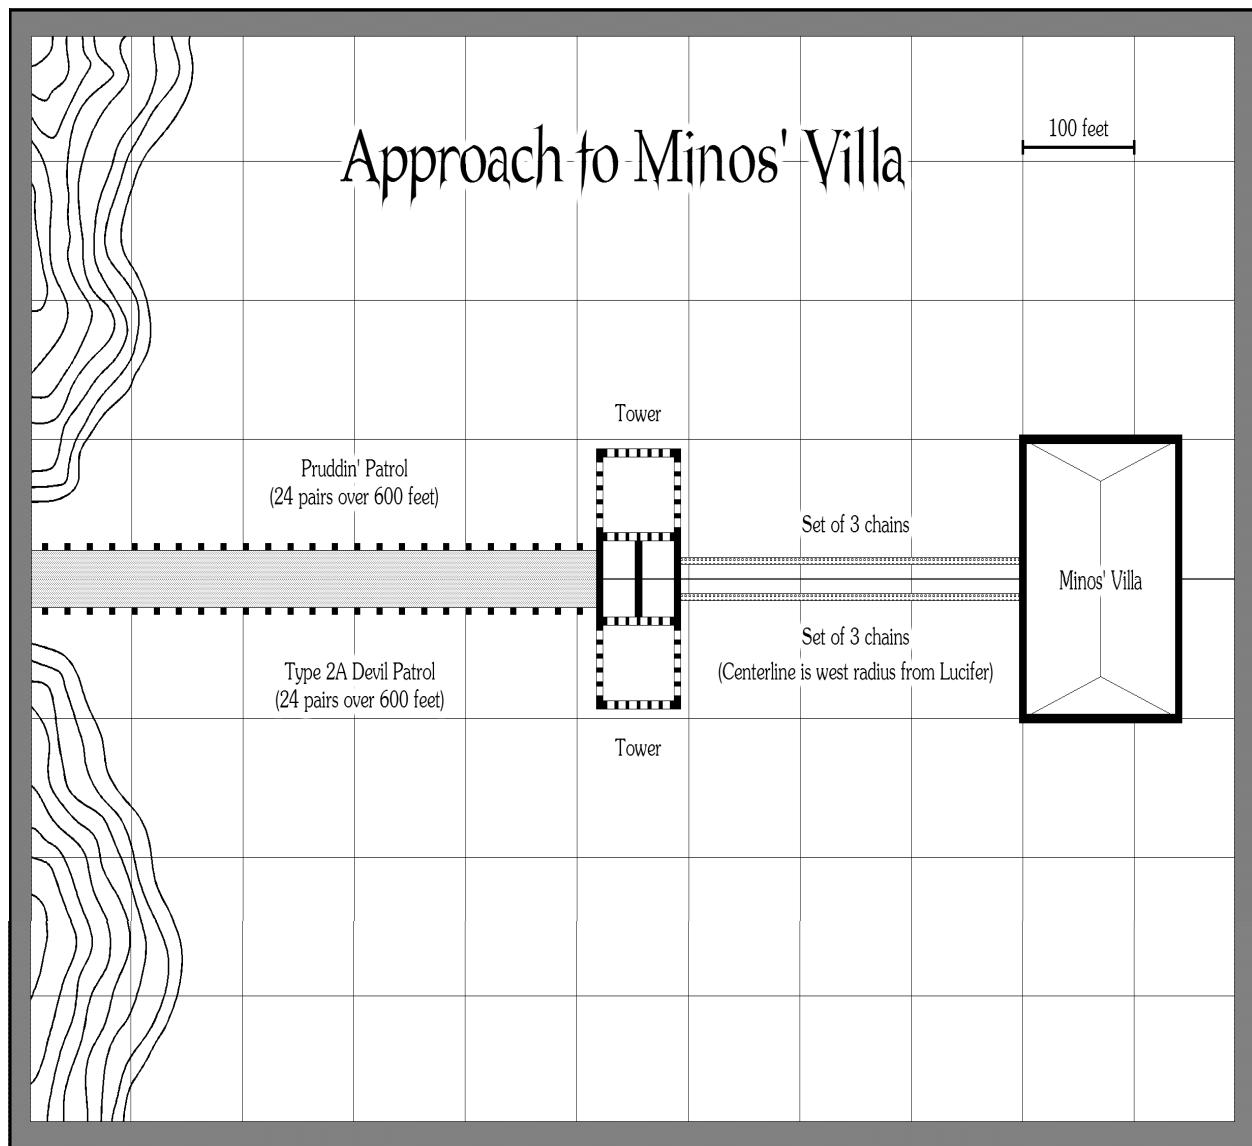 Approach to Minos' Villa
100 feet
Tower
Pruddin' Patrol
(24 pairs over 600 feet)
Set of 3 chains
Minos' Villa
Set of 3 chains
(Centerline is west radius from Lucifer)
Type 2A Devil Patrol
(24 pairs over 600 feet)
Tower